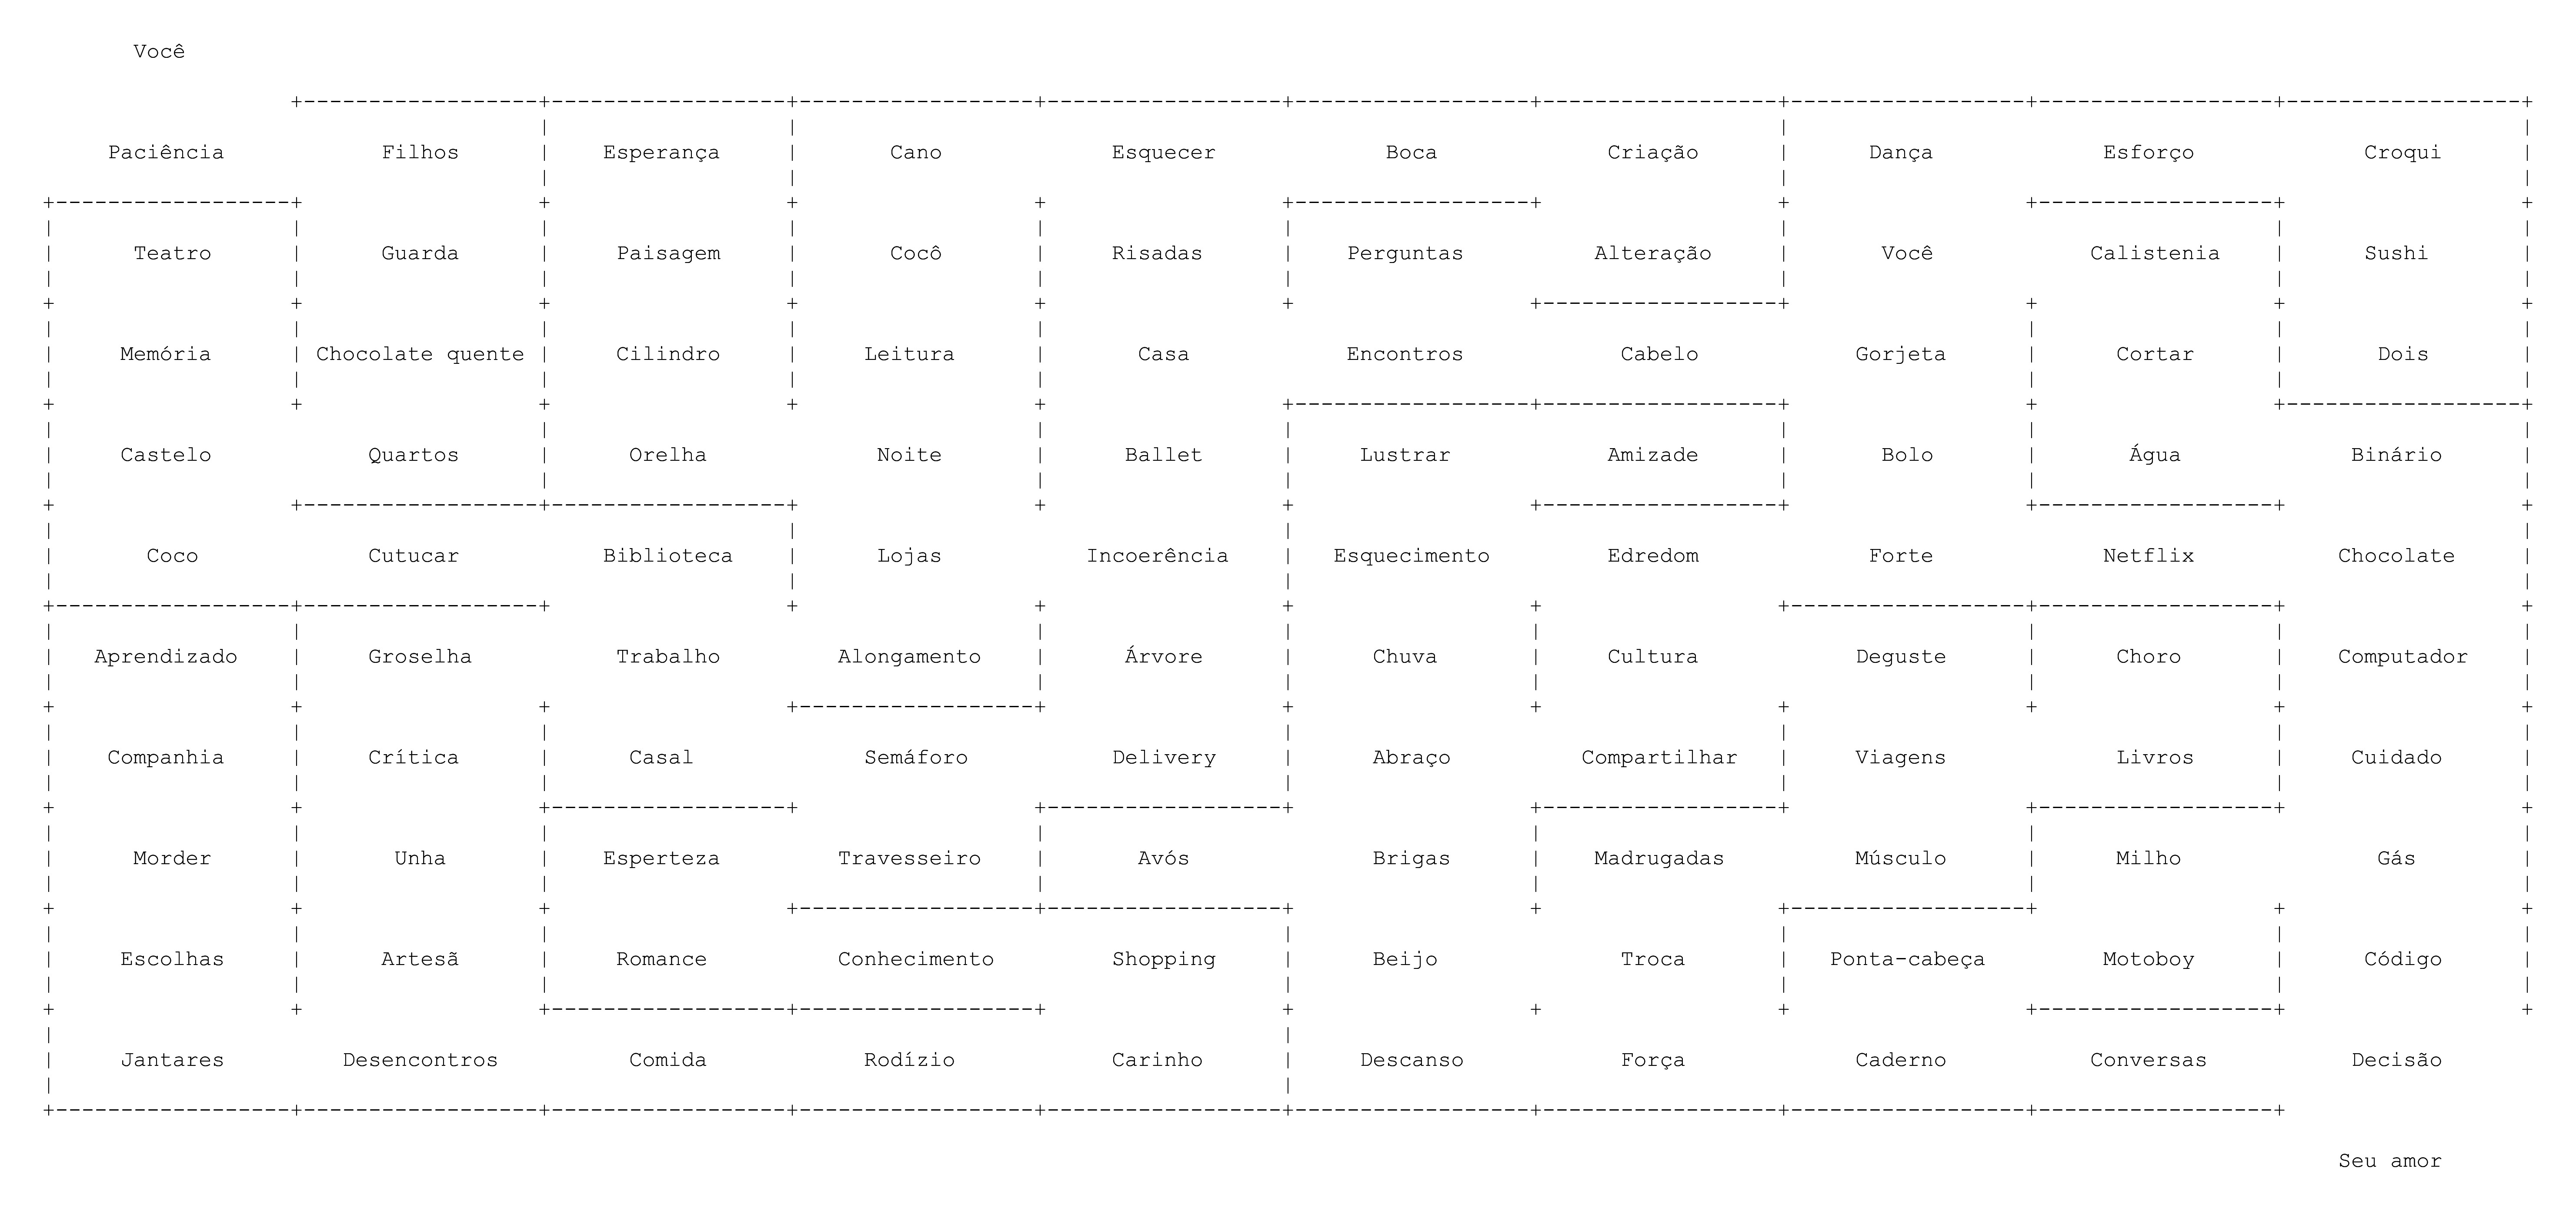 Você
Paciência Filhos Esperança Cano Esquecer Boca Criação Dança Esforço Croqui
Teatro Guarda Paisagem Cocô Risadas Perguntas Alteração Você Calistenia Sushi
Memória Chocolate quente Cilindro Leitura Casa Encontros Cabelo Gorjeta Cortar Dois
Castelo Quartos Orelha Noite Ballet Lustrar Amizade Bolo Água Binário
Coco Cutucar Biblioteca Lojas Incoerência Esquecimento Edredom Forte Netflix Chocolate
Aprendizado Groselha Trabalho Alongamento Árvore Chuva Cultura Deguste Choro Computador
Companhia Crítica Casal Semáforo Delivery Abraço Compartilhar Viagens Livros Cuidado
Morder Unha Esperteza Travesseiro Avós Brigas Madrugadas Músculo Milho Gás
Escolhas Artesã Romance Conhecimento Shopping Beijo Troca Ponta-cabeça Motoboy Código
Jantares Desencontros Comida Rodízio Carinho Descanso Força Caderno Conversas Decisão
Seu amor